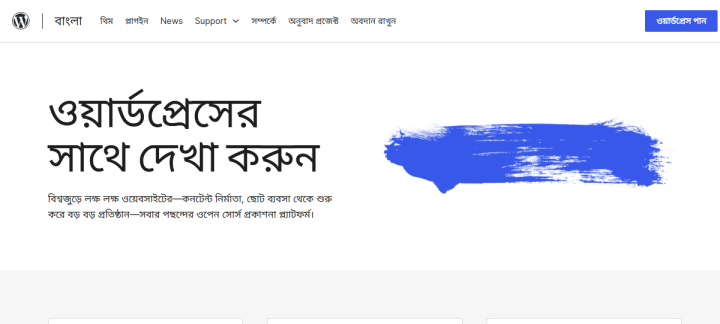 বাংলা থিম প্লাগইন News Support সম্পর্কে অনুবাদ প্রজেক্ট অবদান রাখুন ওয়ার্ডপ্রেস পান
ওয়ার্ডপ্রেসের
সাথে দেখা করুন
বিশ্বজুড়ে লক্ষ লক্ষ ওয়েবসাইটের—কনটেন্ট নির্মাতা, ছোট ব্যবসা থেকে শুরু
করে বড় বড় প্রতিষ্ঠান—সবার পছন্দের ওপেন সোর্স প্রকাশনা প্ল্যাটফর্ম।